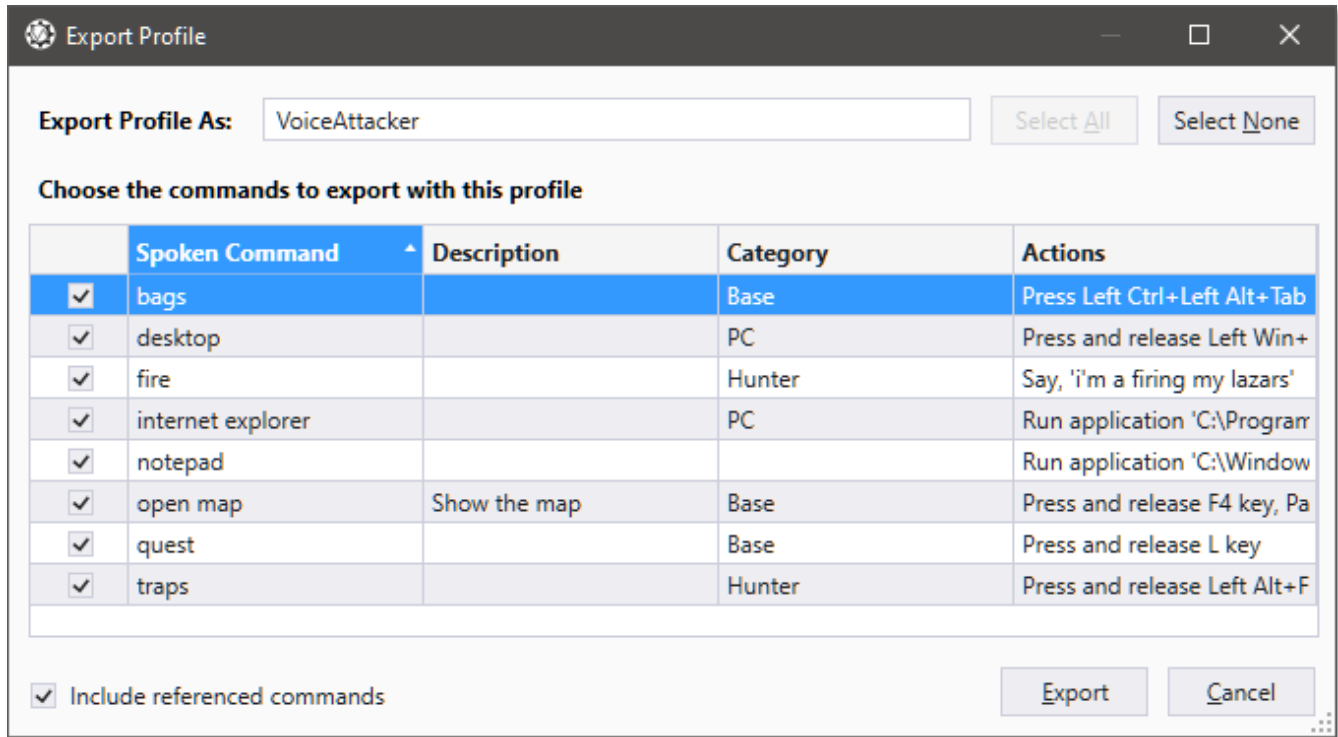 Export Profile
Export Profile As: VoiceAttacker Select All Select None
Choose the commands to export with this profile
Spoken Command Description Category Actions
bags Base Press Left Ctrl+Left Alt+Tab
desktop PC Press and release Left Win+
fire Hunter Say, 'i'm a firing my lazars'
internet explorer PC Run application 'C:\Program
notepad Run application 'C:\Window
open map Show the map Base Press and release F4 key, Pa
quest Base Press and release L key
traps Hunter Press and release Left Alt+F
Include referenced commands Export Cancel